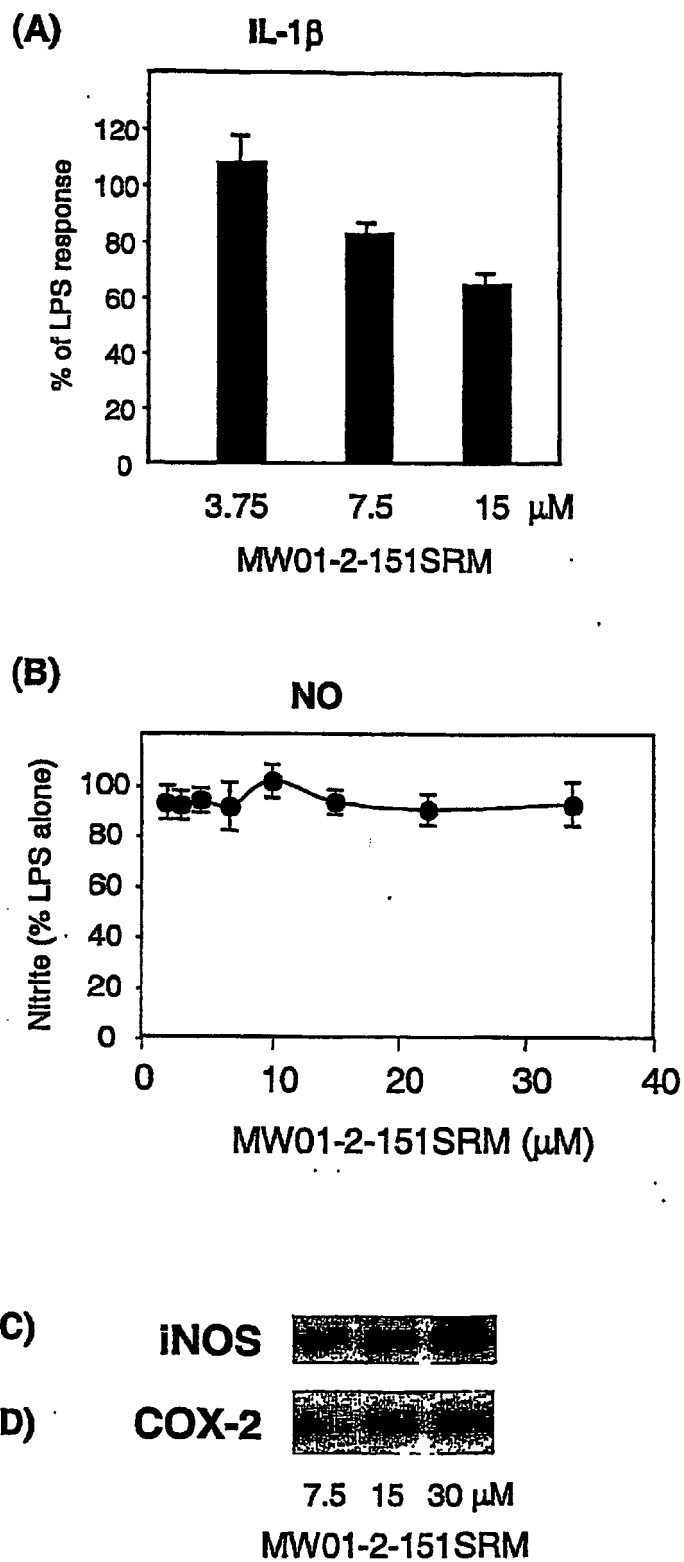 (A)
IL-1β
% of LPS response
120
100
80
60
40
20
0
3.75 7.5 15 μM
MW01-2-151SRM
(B)
NO
Nitrite (% LPS alone)
100
80
60
40
20
0
0 10 20 30 40
MW01-2-151SRM (μM)
C) iNOS
D) COX-2
7.5 15 30 μM
MW01-2-151SRM